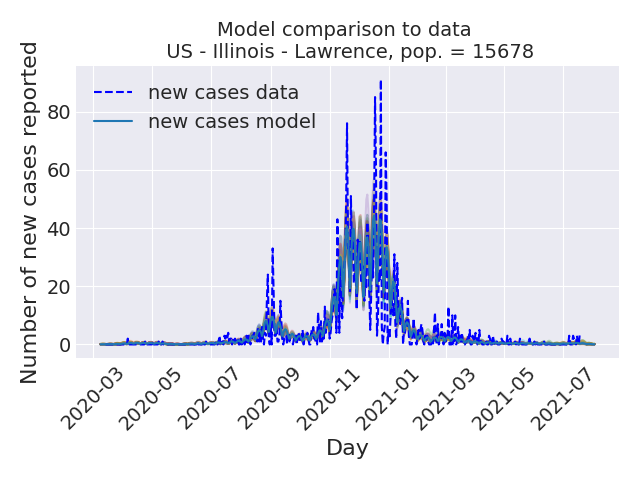 Model comparison to data
US - Illinois - Lawrence, pop. = 15678
Number of new cases reported
new cases data
new cases model
80
60
40
20
0
2020-03
2020-05
2020-07
2020-09
2020-11
2021-01
2021-03
2021-05
2021-07
Day